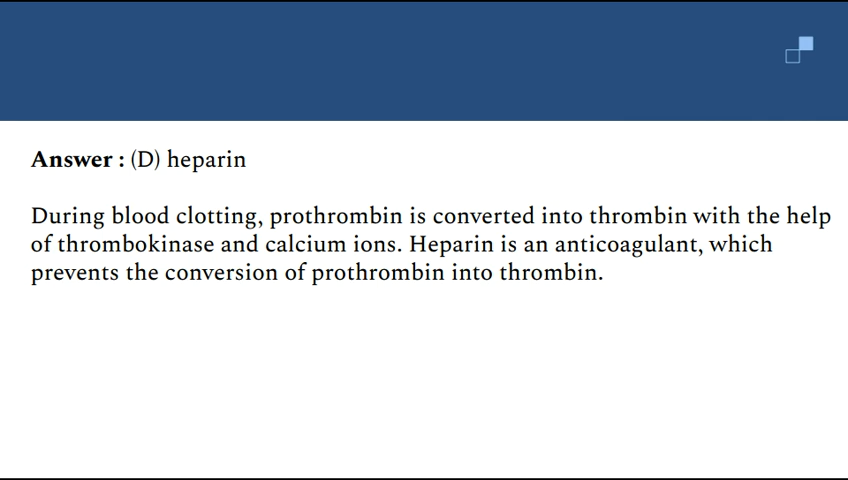 Answer : (D) heparin
During blood clotting, prothrombin is converted into thrombin with the help
of thrombokinase and calcium ions. Heparin is an anticoagulant, which
prevents the conversion of prothrombin into thrombin.